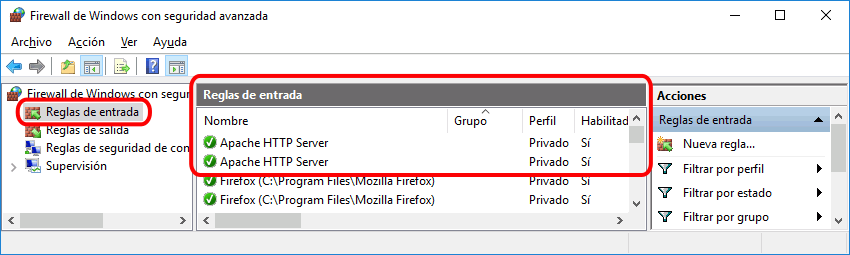 Firewall de Windows con seguridad avanzada
Archivo Acción Ver Ayuda
Firewall de Windows con segur
Reglas de entrada
Reglas de salida
Reglas de seguridad de con
Supervisión
Reglas de entrada
Nombre Grupo Perfil Habilitad
Apache HTTP Server Privado Sí
Apache HTTP Server Privado Sí
Firefox (C:\Program Files\Mozilla Firefox) Privado Sí
Firefox (C:\Program Files\Mozilla Firefox) Privado Sí
Acciones
Reglas de entrada
Nueva regla...
Filtrar por perfil
Filtrar por estado
Filtrar por grupo